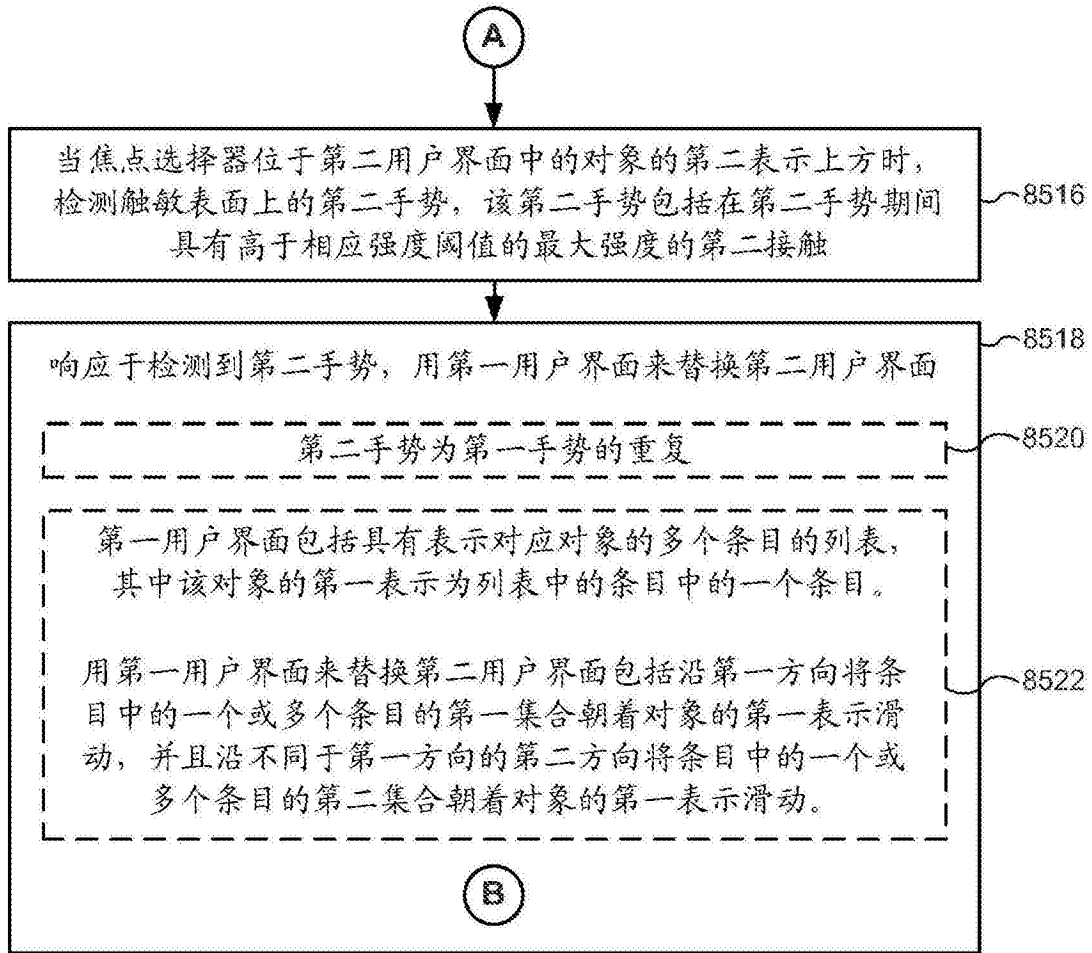 A
当焦点选择器位于第二用户界面中的对象的第二表示上方时，
检测触敏表面上的第二手势，该第二手势包括在第二手势期间
具有高于相应强度阈值的最大强度的第二接触
8516
8518
响应于检测到第二手势，用第一用户界面来替换第二用户界面
第二手势为第一手势的重复
8520
第一用户界面包括具有表示对应对象的多个条目的列表，
其中该对象的第一表示为列表中的条目中的一个条目。
用第一用户界面来替换第二用户界面包括沿第一方向将条
目中的一个或多个条目的第一集合朝着对象的第一表示滑
动，并且沿不同于第一方向的第二方向将条目中的一个或
多个条目的第二集合朝着对象的第一表示滑动。
8522
B